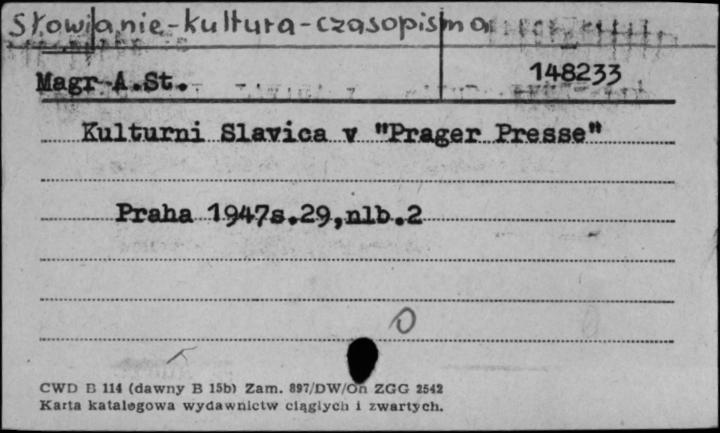 Słowianie-kultura-czasopisma
Magr A.St.
148233
Kulturni Slavica v "Prager Presse"
Praha 1947s.29,nlb.2
0
CWD B 114 (dawny B 15b) Zam. 897/DW/On ZGG 2542
Karta katalogowa wydawnictw ciągłych i zwartych.